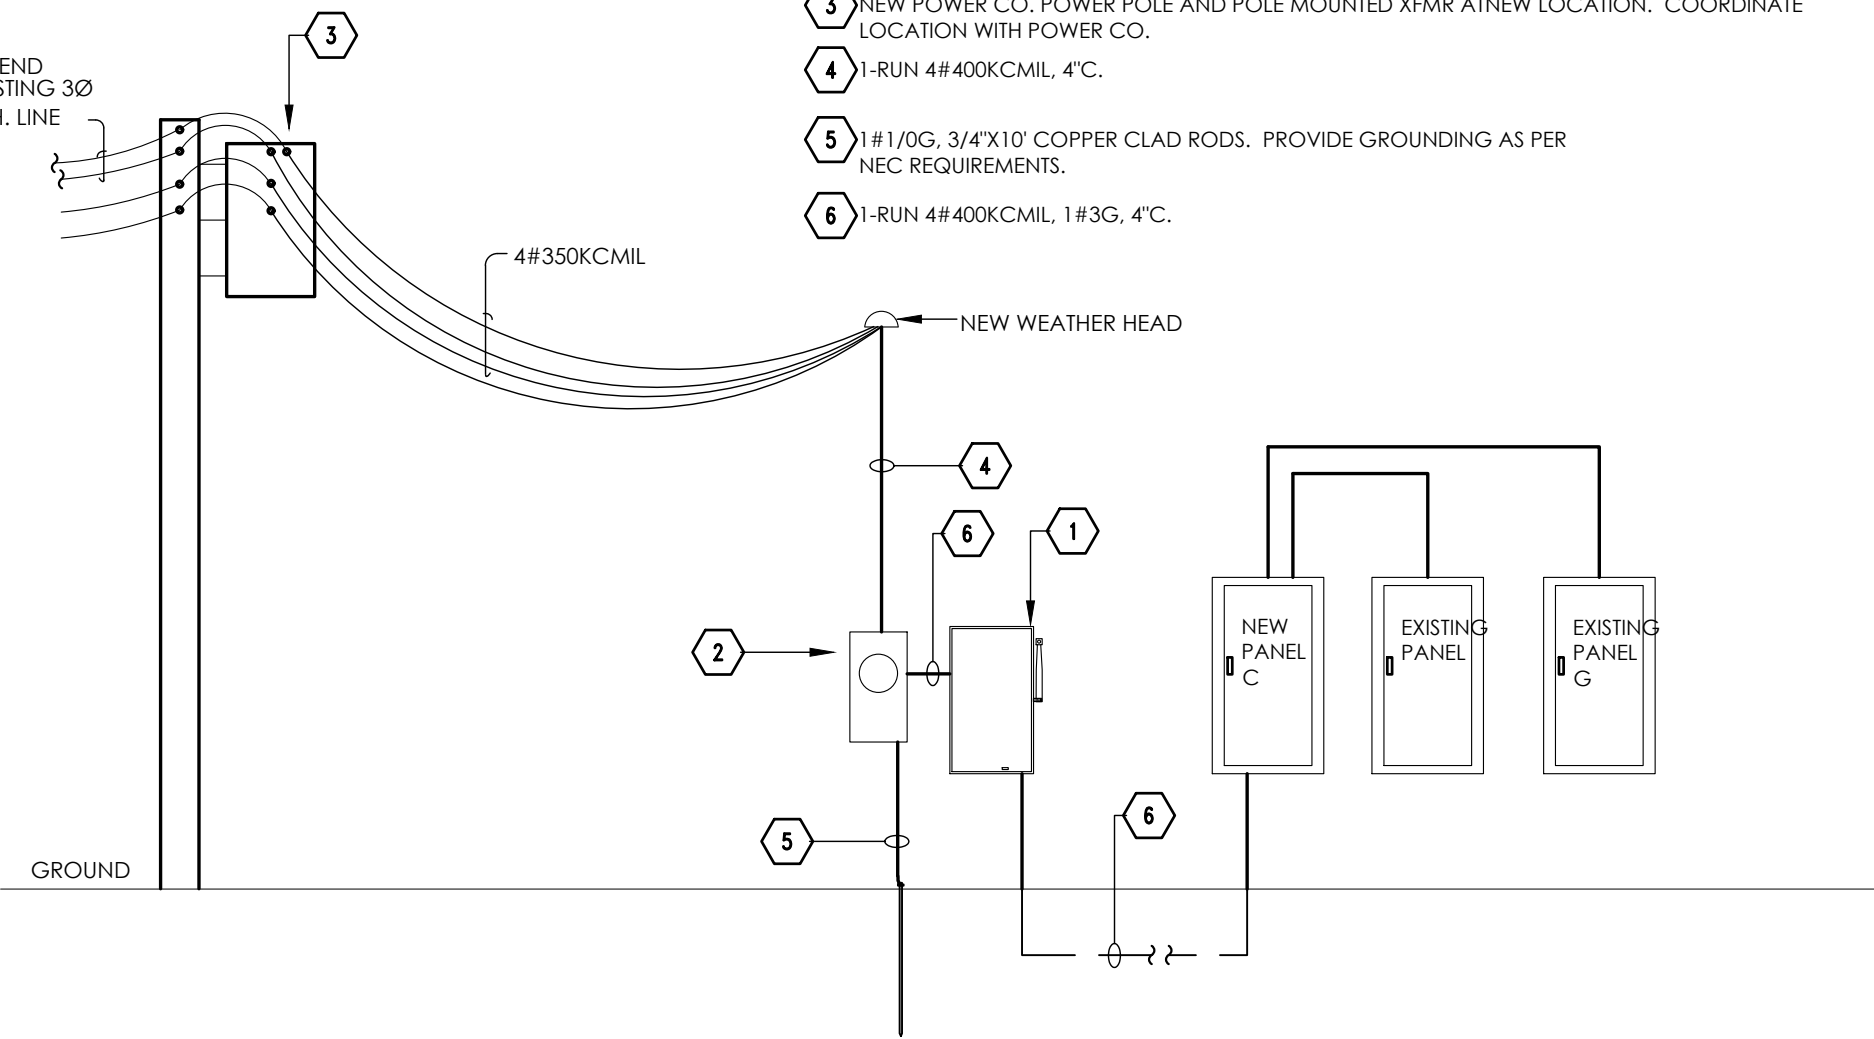 3 NEW POWER CO. POWER POLE AND POLE MOUNTED XFMR ATNEW LOCATION. COORDINATE
LOCATION WITH POWER CO.
4 1-RUN 4#400KCMIL, 4"C.
5 1#1/0G, 3/4"X10' COPPER CLAD RODS. PROVIDE GROUNDING AS PER
NEC REQUIREMENTS.
6 1-RUN 4#400KCMIL, 1#3G, 4"C.
3
END
STING 3Ø
H. LINE
4#350KCMIL
NEW WEATHER HEAD
4
6
1
2
NEW
PANEL
C
EXISTING
PANEL
EXISTING
PANEL
G
5
6
GROUND